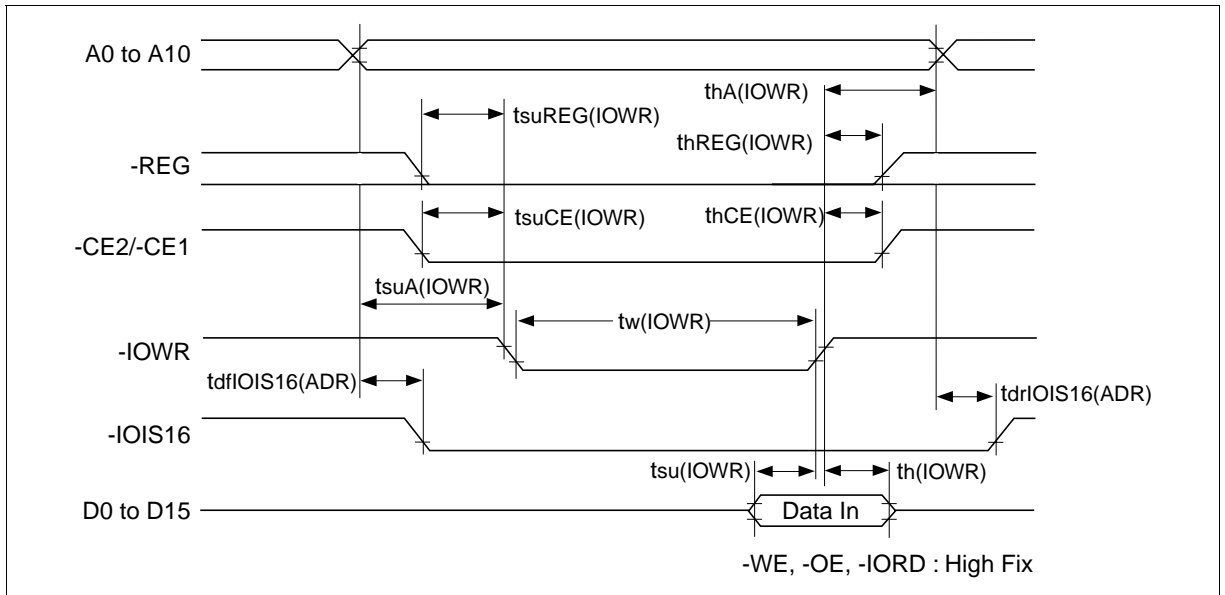 A0 to A10
thA(IOWR)
tsuREG(IOWR)
thREG(IOWR)
-REG
tsuCE(IOWR)
thCE(IOWR)
-CE2/-CE1
tsuA(IOWR)
tw(IOWR)
-IOWR
tdfIOIS16(ADR)
tdrIOIS16(ADR)
-IOIS16
tsu(IOWR)
th(IOWR)
D0 to D15
Data In
-WE, -OE, -IORD : High Fix